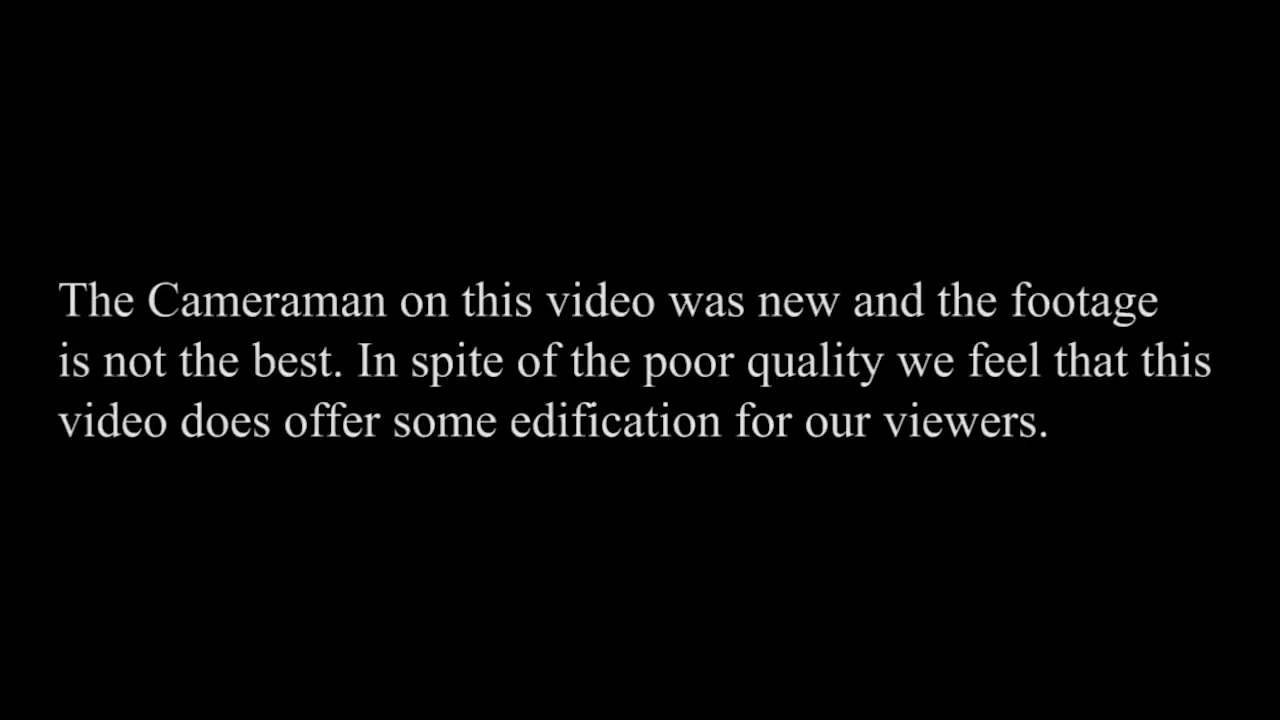 The Cameraman on this video was new and the footage
is not the best. In spite of the poor quality we feel that this
video does offer some edification for our viewers.